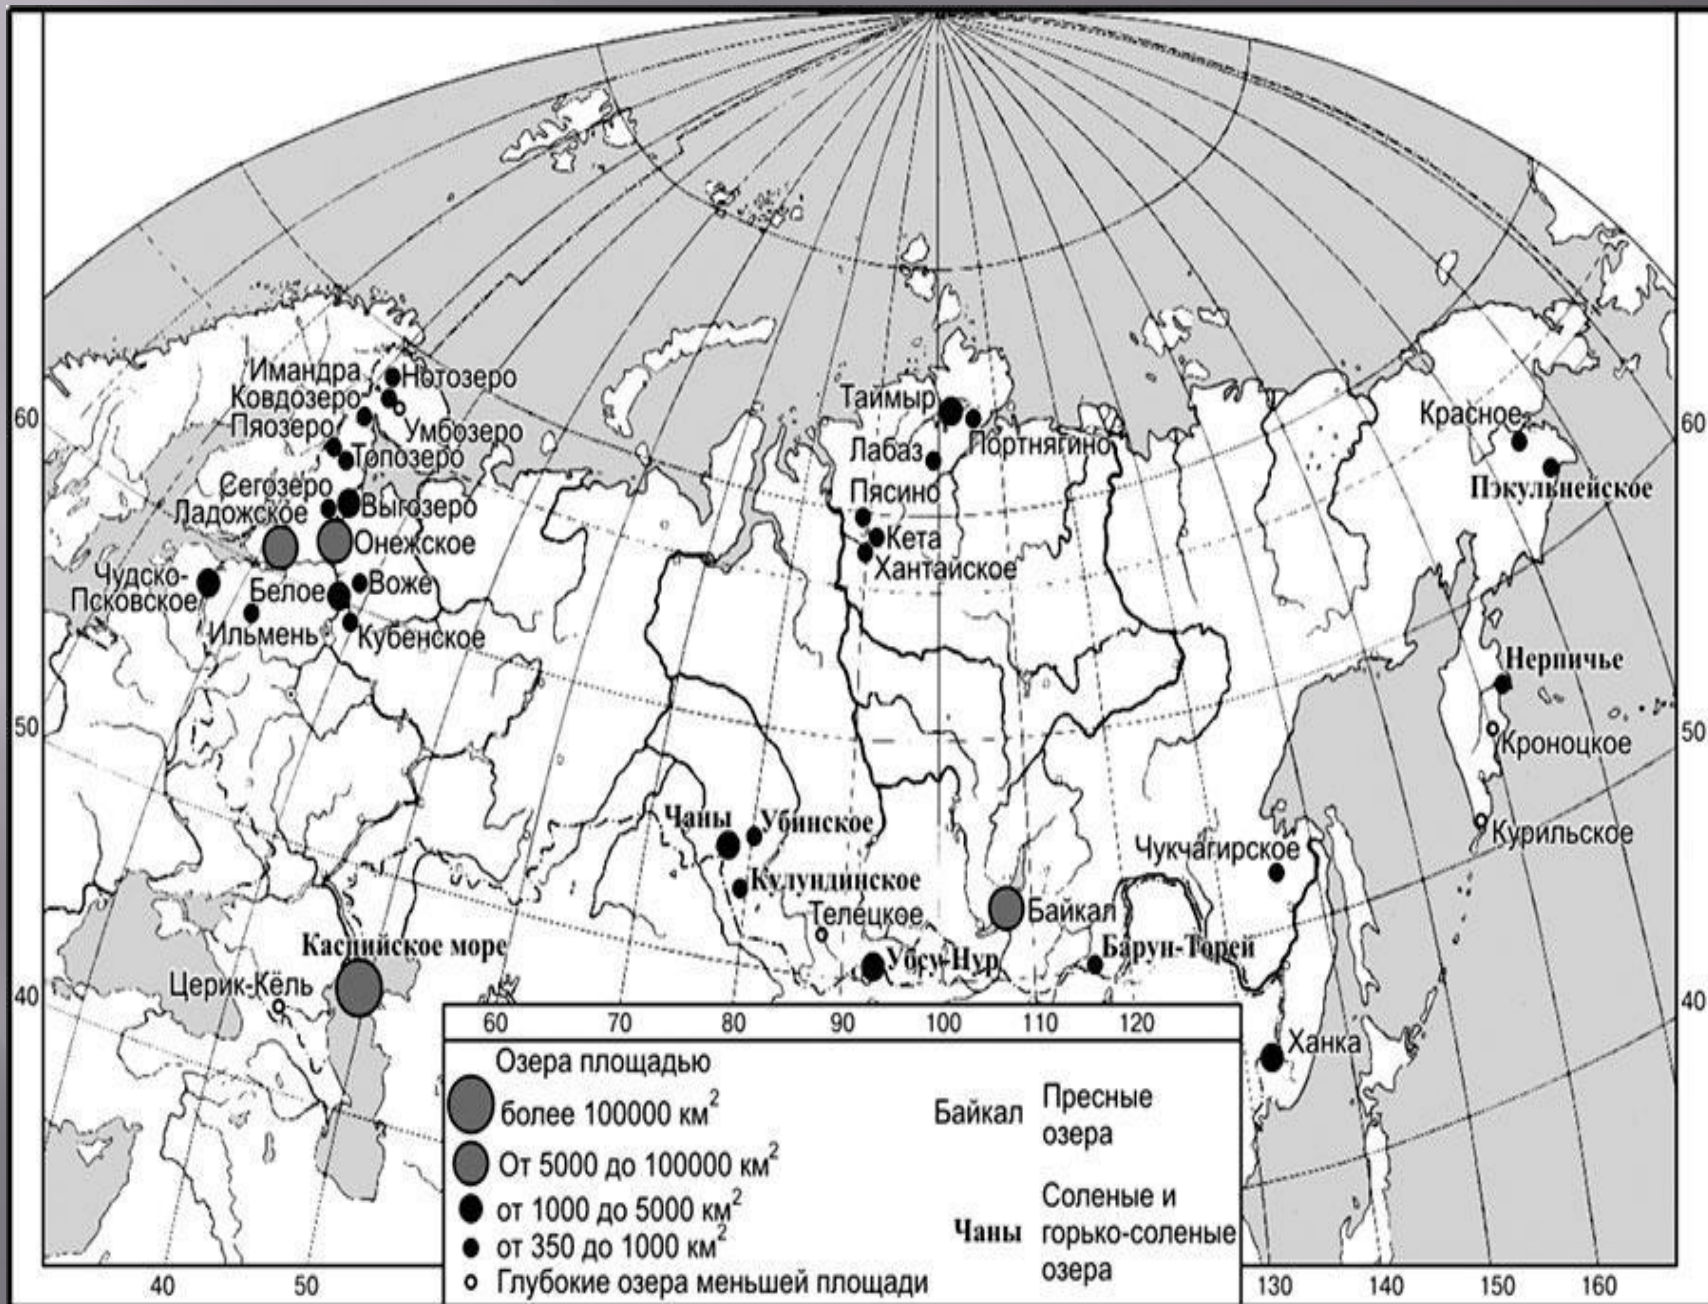 Имандра
Нотозеро
Ковдозеро
Пяозеро
Умбозеро
Топозеро
Сегозеро
Выгозеро
Ладожское
Онежское
Чудско-
Псковское
Белое
Воже
Ильмень
Кубенское
Таймыр
Портнягино
Лабаз
Пясино
Кета
Хантайское
Красное
Пэкульнейское
Нерпичье
Кроноцкое
Курильское
Чаны
Убинское
Кулундинское
Телецкое
Убсу-Нур
Байкал
Барун-Торей
Чукчагирское
Ханка
Каспийское море
Церик-Кёль
60
50
40
60
50
40
60 70 80 90 100 110 120
Озера площадью
более 100000 км²
От 5000 до 100000 км²
от 1000 до 5000 км²
от 350 до 1000 км²
Глубокие озера меньшей площади
Байкал
Пресные
озера
Чаны
Соленые и
горько-соленые
озера
40 50
130 140 150 160